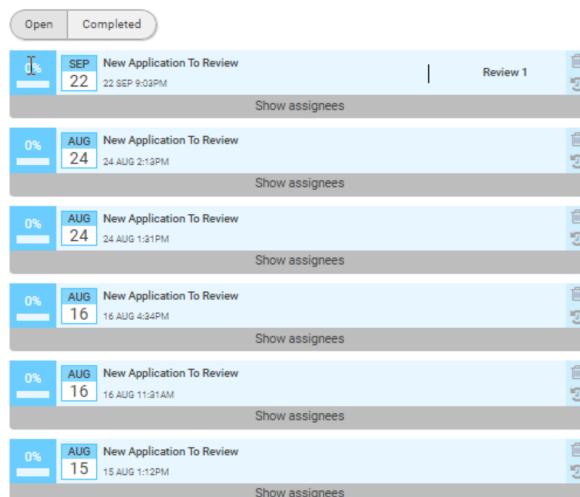 Open Completed
0% SEP 22 New Application To Review Review 1
22 SEP 9:03PM
Show assignees
0% AUG 24 New Application To Review
24 AUG 2:13PM
Show assignees
0% AUG 24 New Application To Review
24 AUG 1:31PM
Show assignees
0% AUG 16 New Application To Review
16 AUG 4:34PM
Show assignees
0% AUG 16 New Application To Review
16 AUG 11:31AM
Show assignees
0% AUG 15 New Application To Review
15 AUG 1:12PM
Show assignees